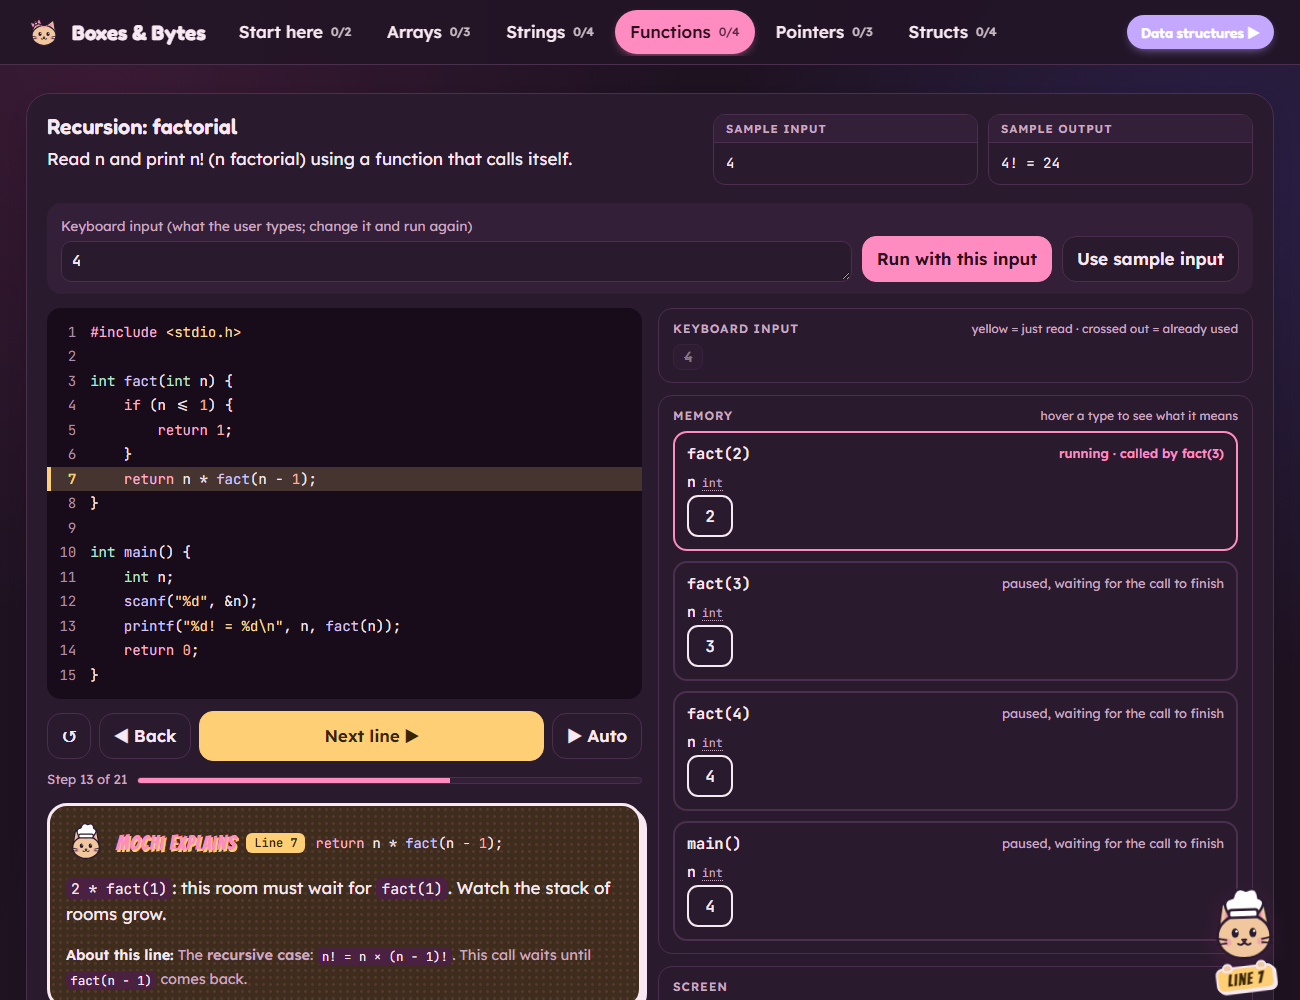 Boxes & Bytes
Start here 0/2
Arrays 0/3
Strings 0/4
Functions 0/4
Pointers 0/3
Structs 0/4
Data structures ▶
Recursion: factorial
Read n and print n! (n factorial) using a function that calls itself.
SAMPLE INPUT
4
SAMPLE OUTPUT
4! = 24
Keyboard input (what the user types; change it and run again)
4
Run with this input
Use sample input
1 #include <stdio.h>
2
3 int fact(int n) {
4     if (n <= 1) {
5         return 1;
6     }
7     return n * fact(n - 1);
8 }
9
10 int main() {
11     int n;
12     scanf("%d", &n);
13     printf("%d! = %d\n", n, fact(n));
14     return 0;
15 }
↺
◀ Back
Next line ▶
▶ Auto
Step 13 of 21
MOCHI EXPLAINS Line 7 return n * fact(n - 1);
2 * fact(1): this room must wait for fact(1). Watch the stack of
rooms grow.
About this line: The recursive case: n! = n × (n - 1)!. This call waits until
fact(n - 1) comes back.
KEYBOARD INPUT
yellow = just read · crossed out = already used
4
MEMORY
hover a type to see what it means
fact(2)
running · called by fact(3)
n int
2
fact(3)
paused, waiting for the call to finish
n int
3
fact(4)
paused, waiting for the call to finish
n int
4
main()
paused, waiting for the call to finish
n int
4
SCREEN
LINE 7